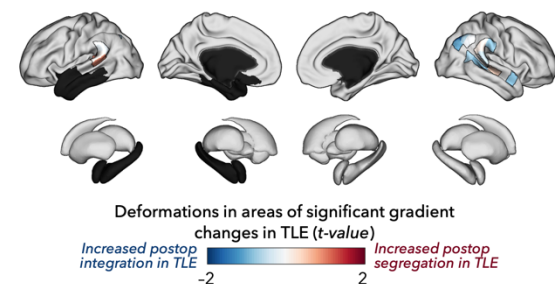 Deformations in areas of significant gradient
changes in TLE (t-value)
Increased postop
integration in TLE
Increased postop
segregation in TLE
−2
2